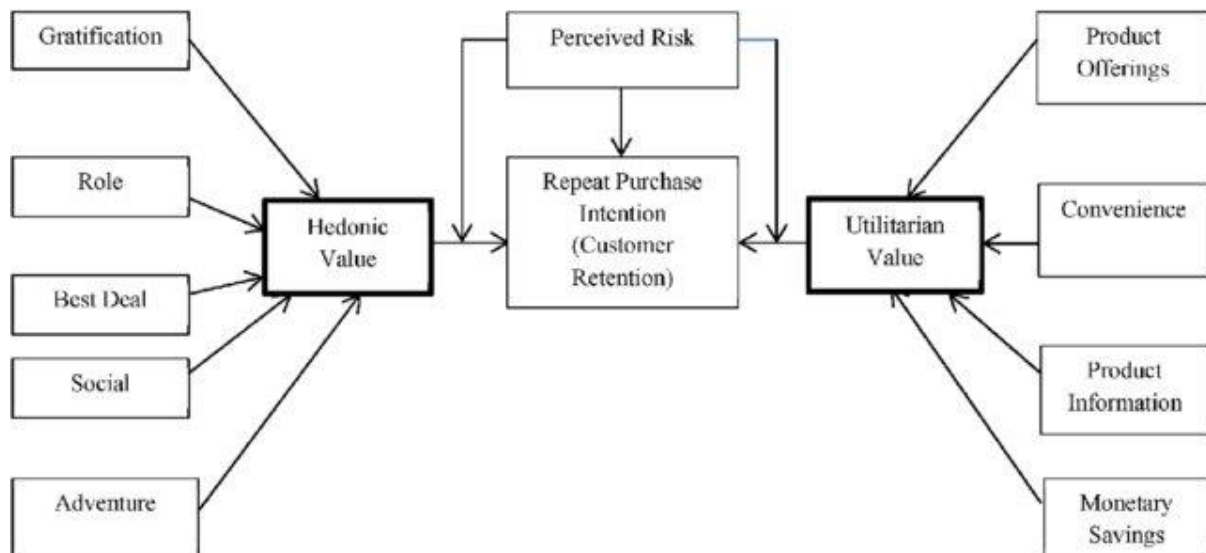 Gratification
Role
Best Deal
Social
Adventure
Hedonic
Value
Perceived Risk
Repeat Purchase
Intention
(Customer
Retention)
Utilitarian
Value
Product
Offerings
Convenience
Product
Information
Monetary
Savings